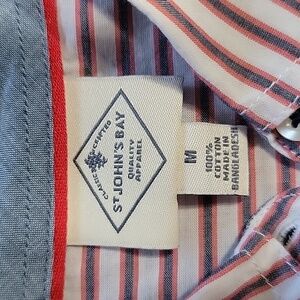 CLASSIC CRAFTED
ST JOHN'S BAY
QUALITY
APPAREL
M
100%
COTTON
MADE IN
BANGLADESH